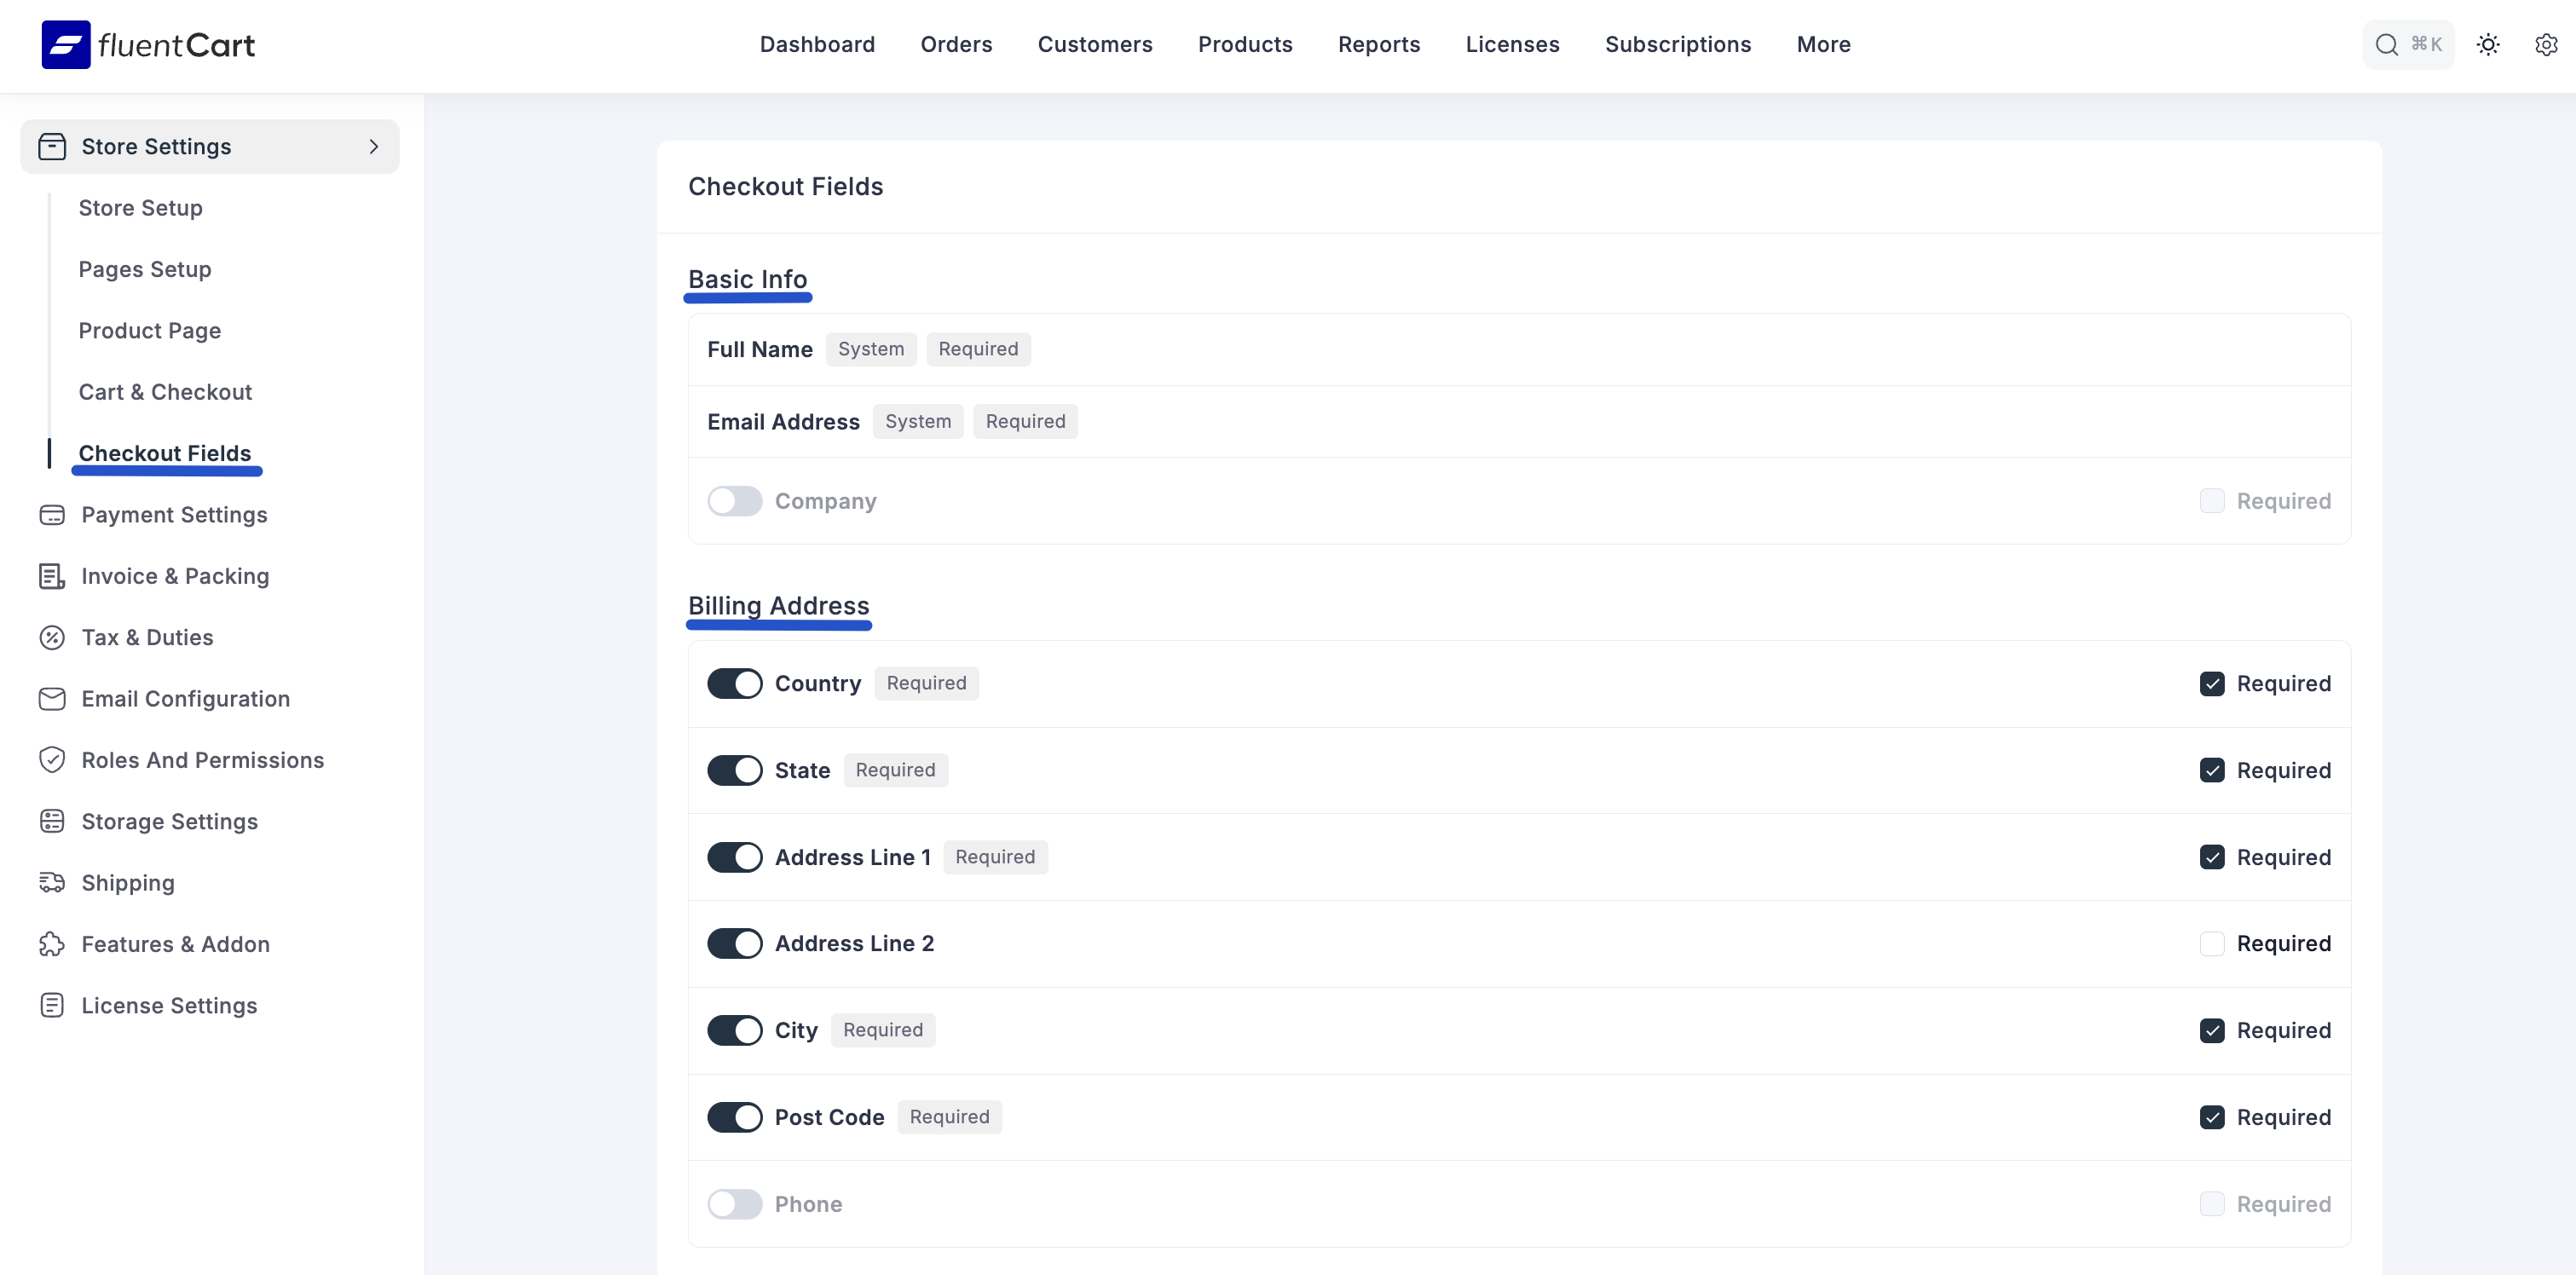 fluentCart
Dashboard Orders Customers Products Reports Licenses Subscriptions More
⌘K
Store Settings
Store Setup
Pages Setup
Product Page
Cart & Checkout
Checkout Fields
Payment Settings
Invoice & Packing
Tax & Duties
Email Configuration
Roles And Permissions
Storage Settings
Shipping
Features & Addon
License Settings
Checkout Fields
Basic Info
Full Name System Required
Email Address System Required
Company Required
Billing Address
Country Required Required
State Required Required
Address Line 1 Required Required
Address Line 2 Required
City Required Required
Post Code Required Required
Phone Required